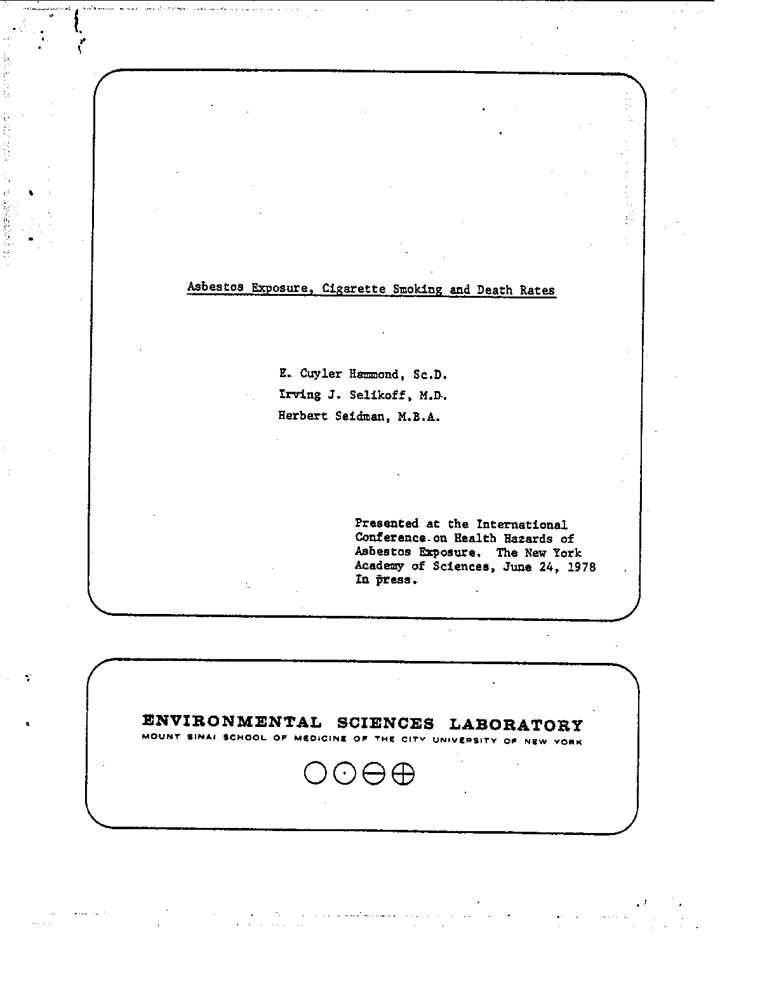 Asbestos Exposure, Cigarette Smoking and Death Rates
E. Cuyler Hammond, Sc.D.
Irving J. Selikoff, M.D.
Herbert Seidman, M.B.A.
Presented at the International
Conference on Health Hazards of
Asbestos Exposure. The New York
Academy of Sciences, June 24, 1978
In press.
ENVIRONMENTAL SCIENCES LABORATORY
MOUNT SINAI SCHOOL OF MEDICINE OF THE CITY UNIVERSITY OF NEW YORK